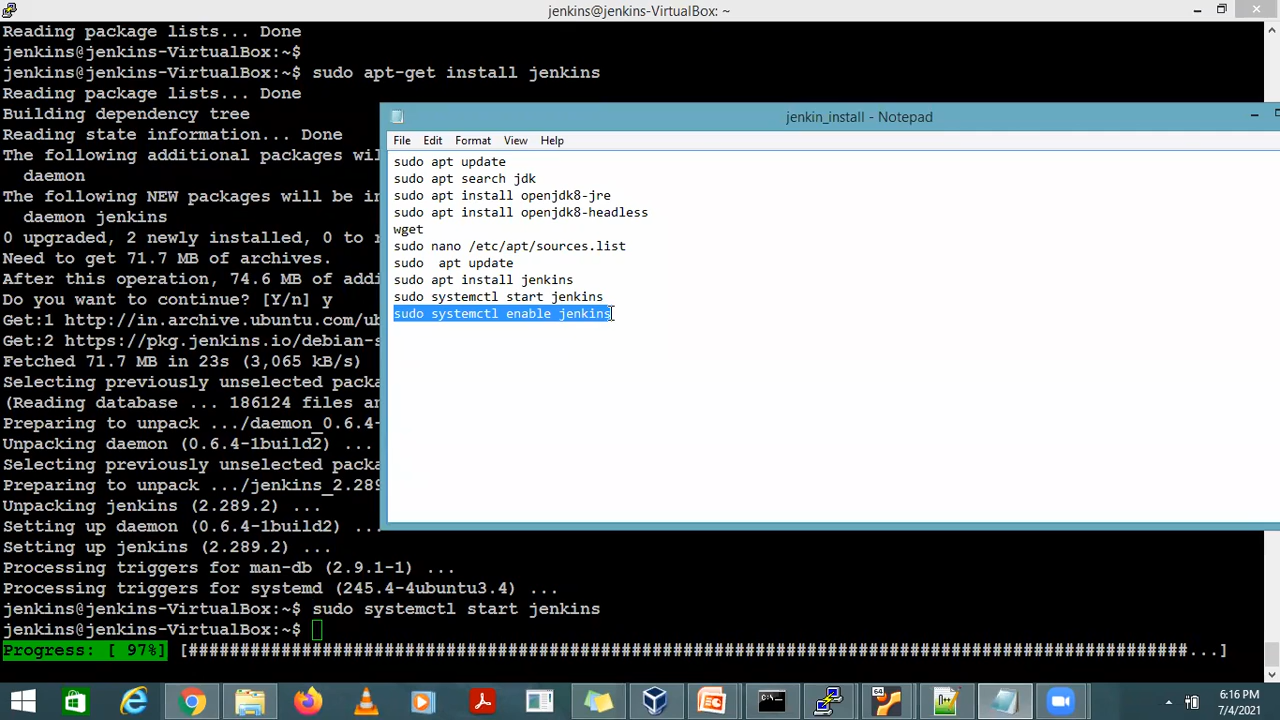 jenkins@jenkins-VirtualBox: ~
Reading package lists... Done
jenkins@jenkins-VirtualBox:~$
jenkins@jenkins-VirtualBox:~$ sudo apt-get install jenkins
Reading package lists... Done
Building dependency tree
Reading state information... Done
The following additional packages wi
daemon
The following NEW packages will be in
daemon jenkins
0 upgraded, 2 newly installed, 0 to r
Need to get 71.7 MB of archives.
After this operation, 74.6 MB of addi
Do you want to continue? [Y/n] y
Get:1 http://in.archive.ubuntu.com/ub
Get:2 https://pkg.jenkins.io/debian-s
Fetched 71.7 MB in 23s (3,065 kB/s)
Selecting previously unselected packa
(Reading database ... 186124 files an
Preparing to unpack .../daemon_0.6.4-
Unpacking daemon (0.6.4-1build2) ...
Selecting previously unselected packa
Preparing to unpack .../jenkins_2.289
Unpacking jenkins (2.289.2) ...
Setting up daemon (0.6.4-1build2) ...
Setting up jenkins (2.289.2) ...
Processing triggers for man-db (2.9.1-1) ...
Processing triggers for systemd (245.4-4ubuntu3.4) ...
jenkins@jenkins-VirtualBox:~$ sudo systemctl start jenkins
jenkins@jenkins-VirtualBox:~$
Progress: [ 97%] [##################################################################################################...]
jenkin_install - Notepad
File Edit Format View Help
sudo apt update
sudo apt search jdk
sudo apt install openjdk8-jre
sudo apt install openjdk8-headless
wget
sudo nano /etc/apt/sources.list
sudo  apt update
sudo apt install jenkins
sudo systemctl start jenkins
sudo systemctl enable jenkins
64
6:16 PM
7/4/2021